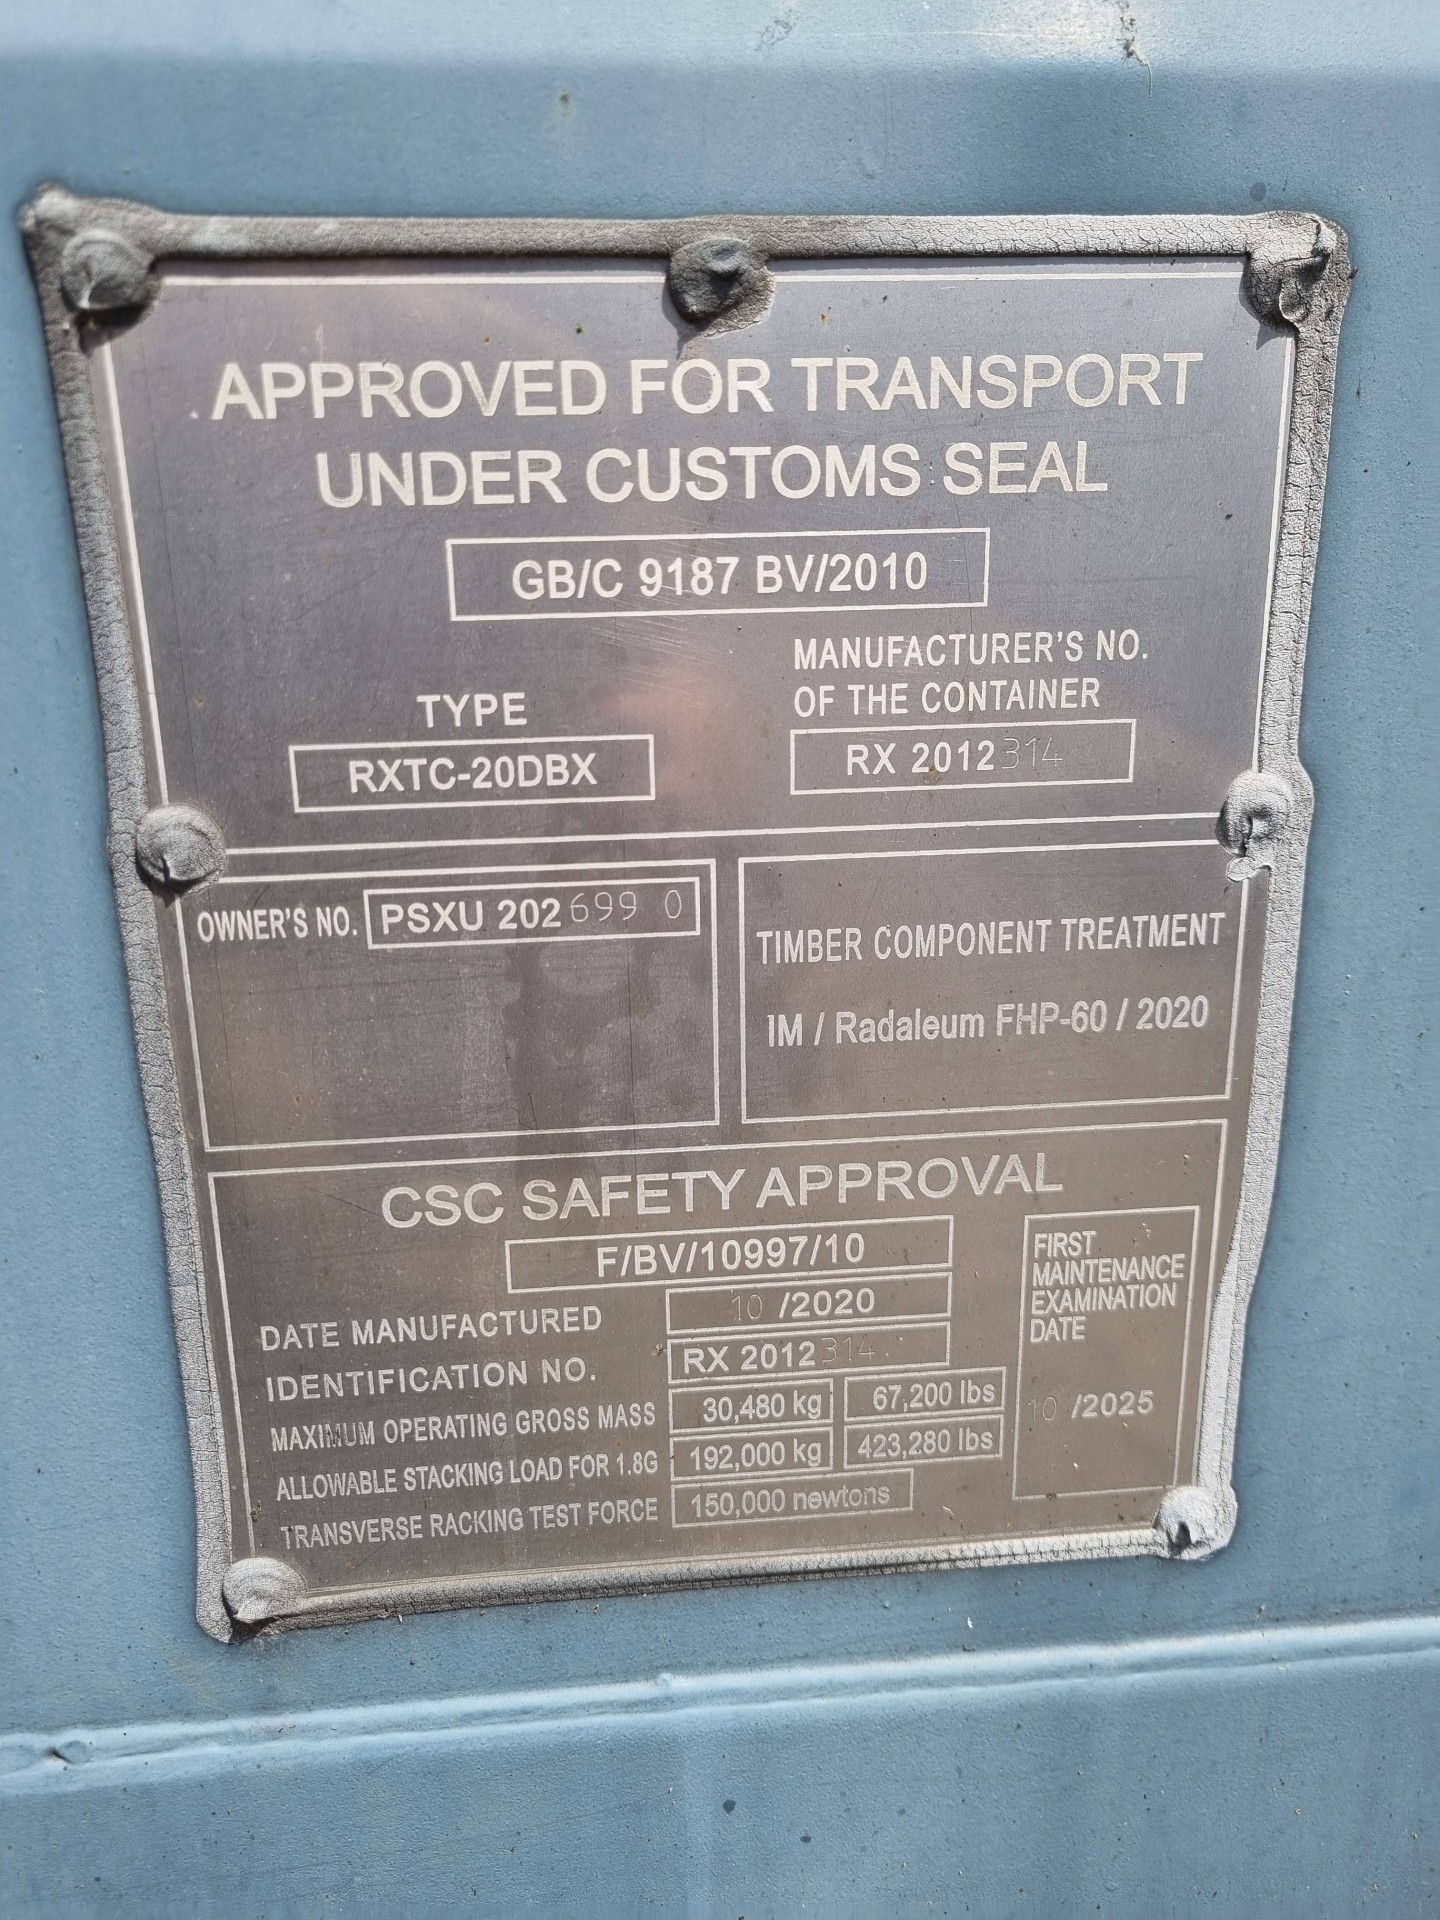 APPROVED FOR TRANSPORT
UNDER CUSTOMS SEAL
GB/C 9187 BV/2010
TYPE
RXTC-20DBX
MANUFACTURER'S NO.
OF THE CONTAINER
RX 2012314
OWNER'S NO. PSXU 202699 0
TIMBER COMPONENT TREATMENT
IM / Radaleum FHP-60 / 2020
CSC SAFETY APPROVAL
F/BV/10997/10
DATE MANUFACTURED 10 /2020
IDENTIFICATION NO. RX 2012314
MAXIMUM OPERATING GROSS MASS 30,480 kg 67,200 lbs
ALLOWABLE STACKING LOAD FOR 1.8G 192,000 kg 423,280 lbs
TRANSVERSE RACKING TEST FORCE 150,000 newtons
FIRST
MAINTENANCE
EXAMINATION
DATE
10 /2025